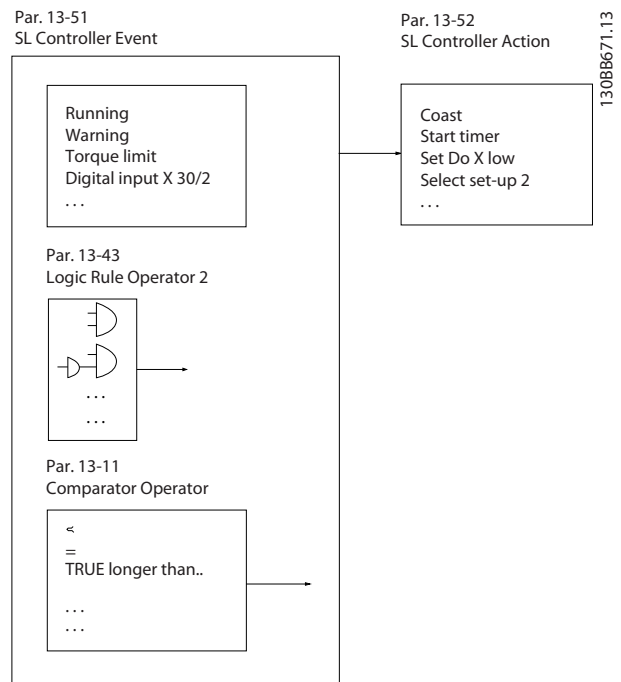 Par. 13-51
SL Controller Event
Par. 13-52
SL Controller Action
130BB671.13
Running
Warning
Torque limit
Digital input X 30/2
. . .
Coast
Start timer
Set Do X low
Select set-up 2
. . .
Par. 13-43
Logic Rule Operator 2
. . .
. . .
Par. 13-11
Comparator Operator
=
TRUE longer than..
. . .
. . .